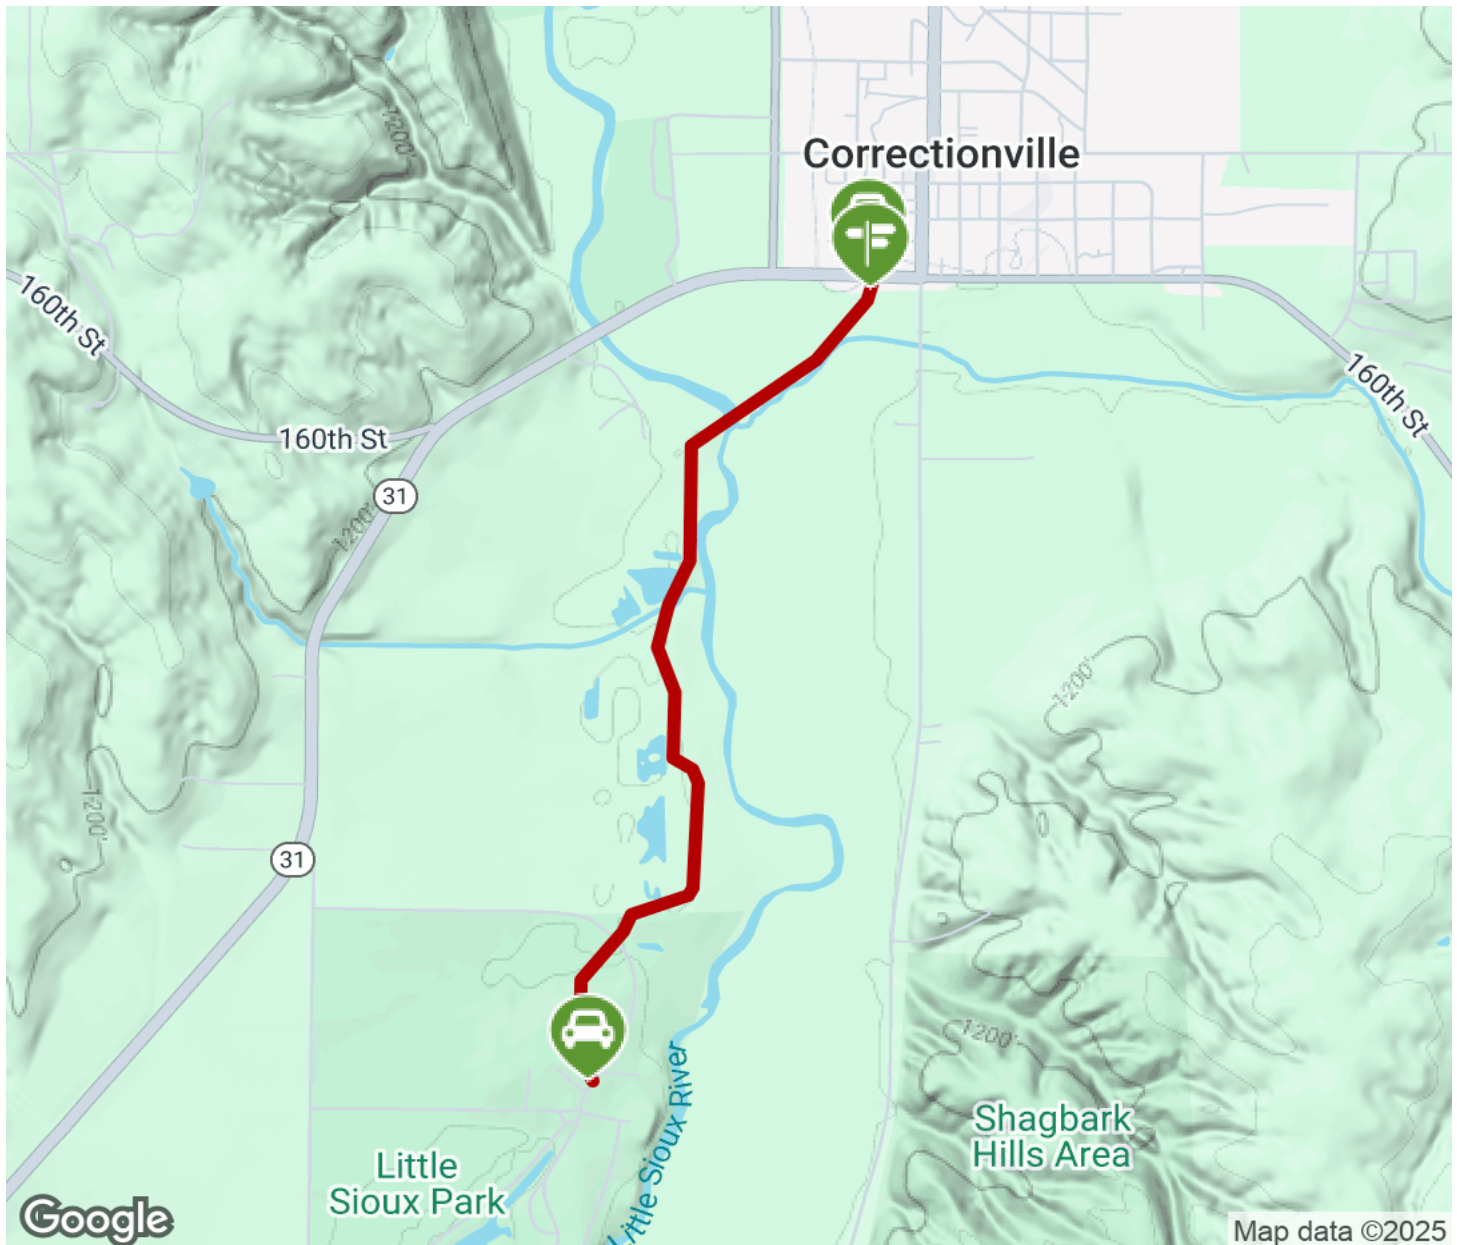 1200'
Correctionville
160th St
160th St
160th St
31
1200'
1200'
1200'
31
1200'
Shagbark
Hills Area
Little
Sioux Park
Little Sioux River
Google
Map data ©2025